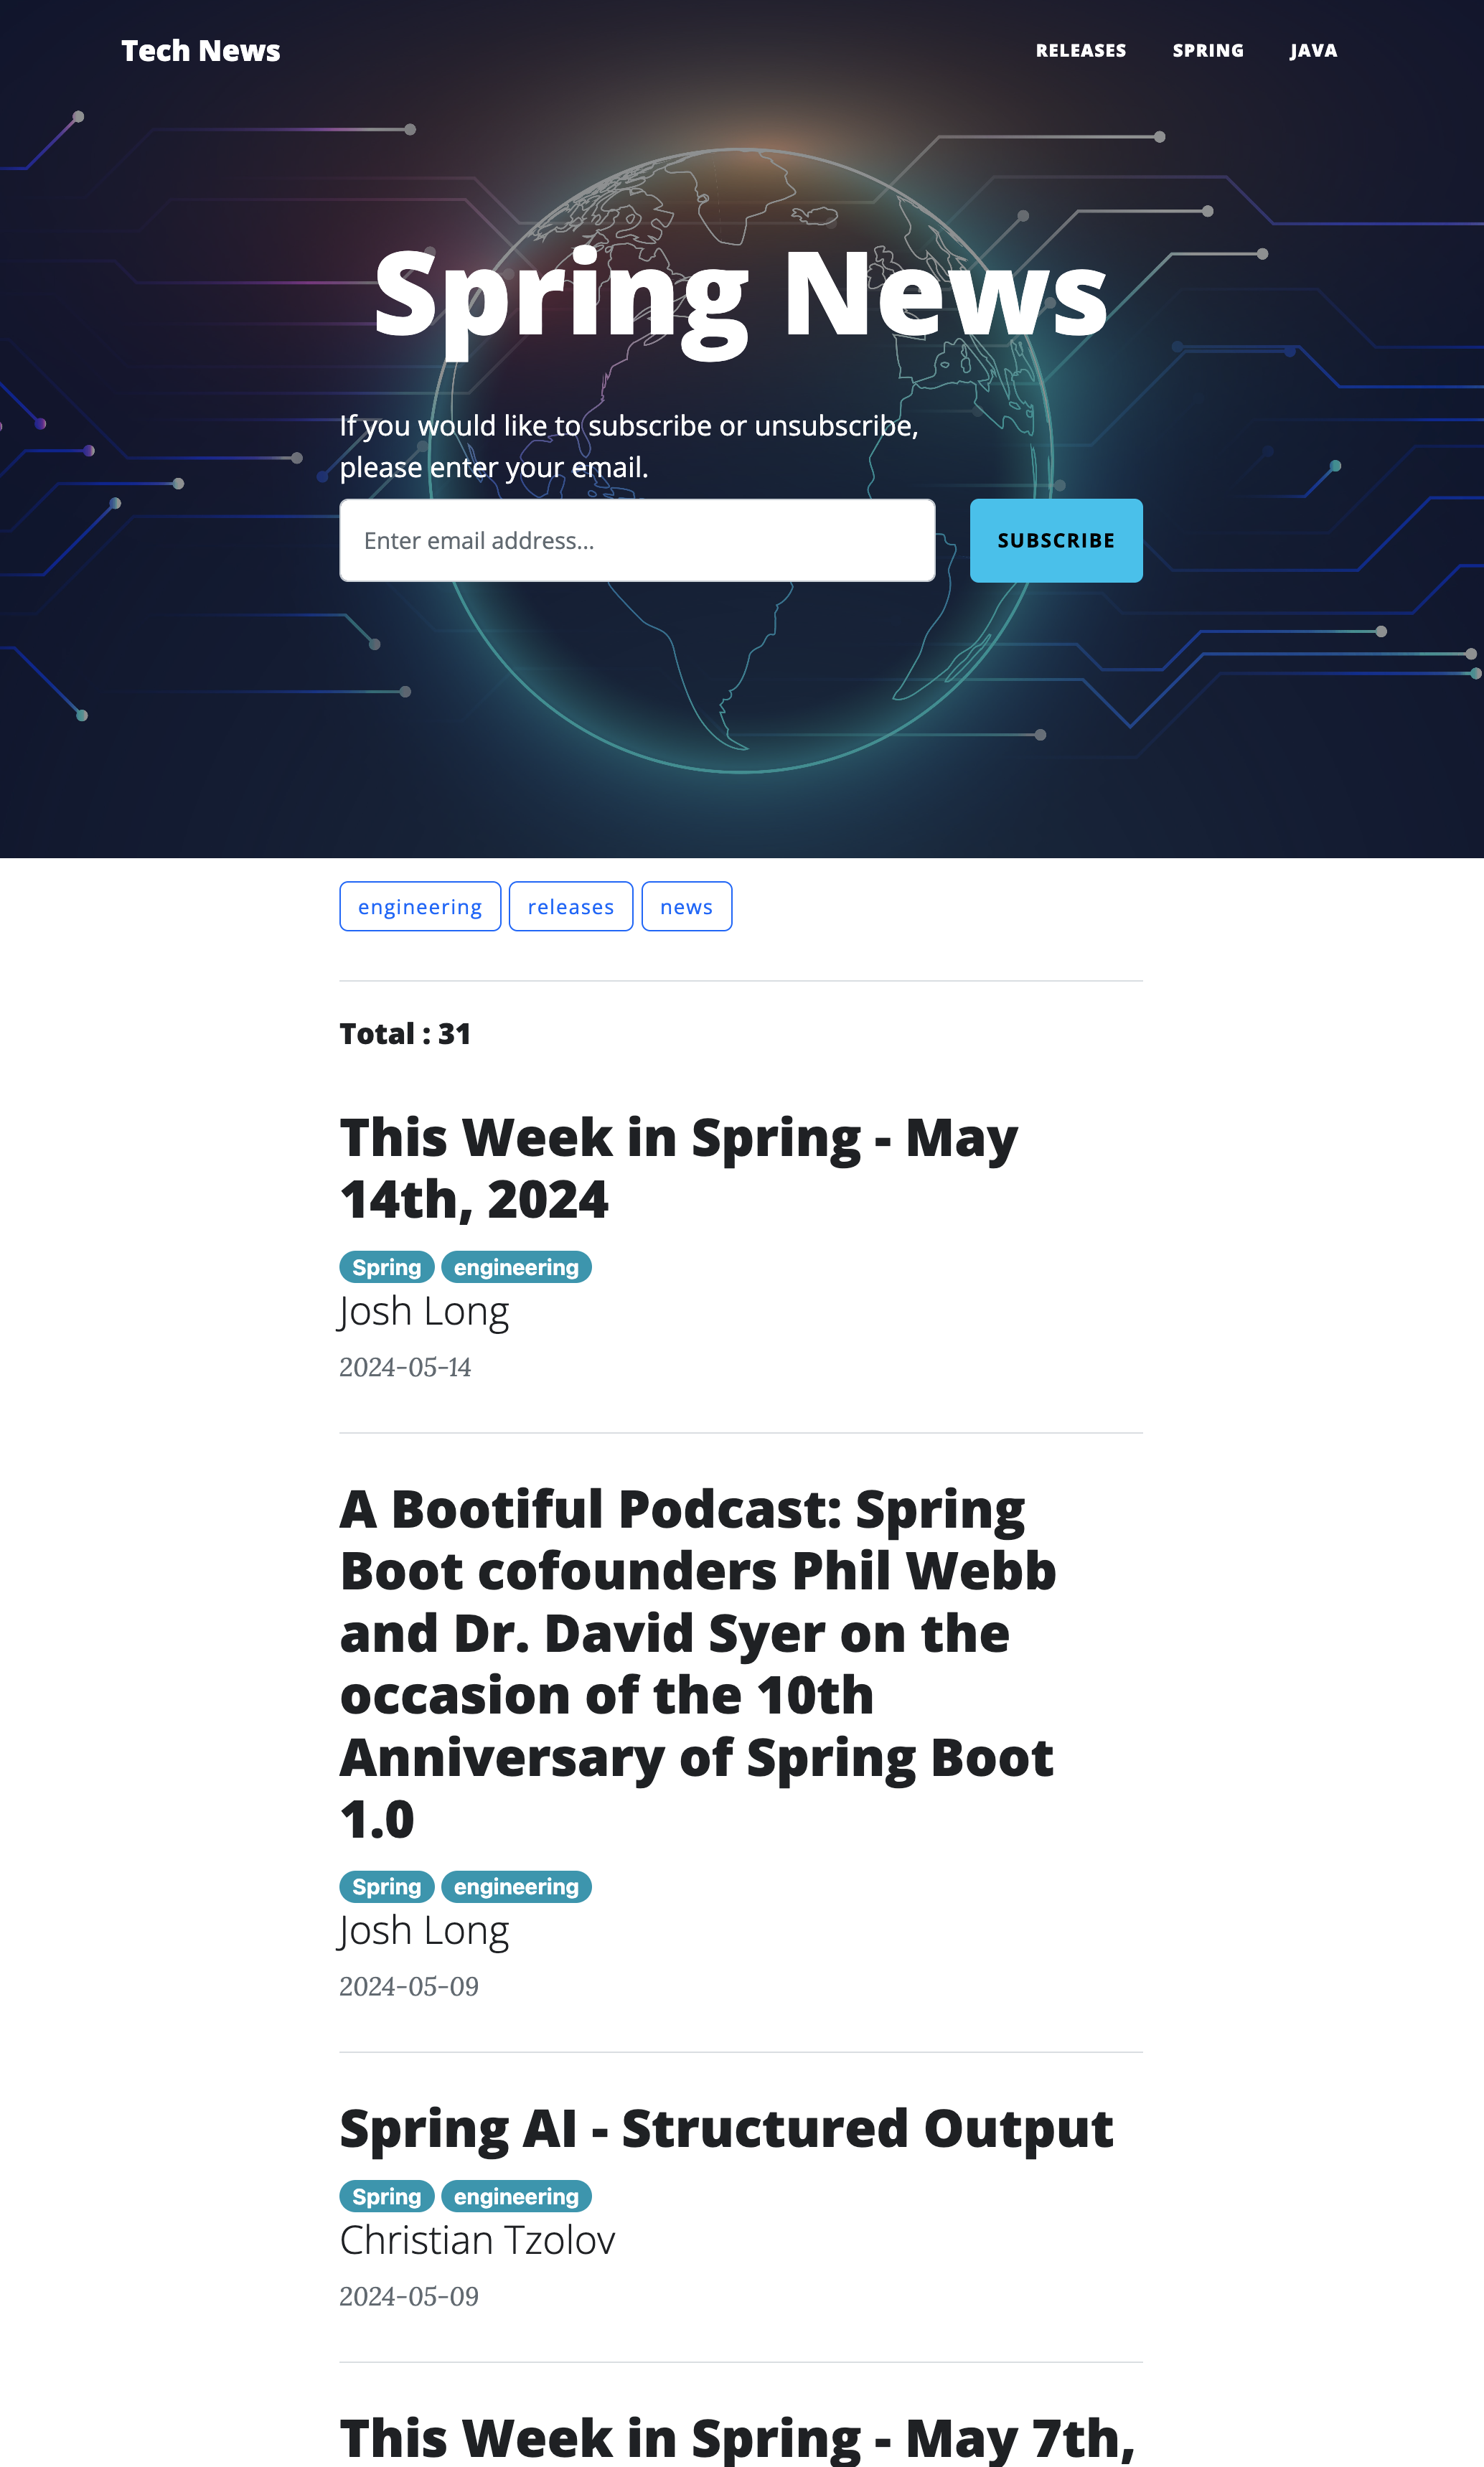 Tech News
RELEASES SPRING JAVA
Spring News
If you would like to subscribe or unsubscribe,
please enter your email.
Enter email address...
SUBSCRIBE
engineering releases news
Total : 31
This Week in Spring - May
14th, 2024
Spring engineering
Josh Long
2024-05-14
A Bootiful Podcast: Spring
Boot cofounders Phil Webb
and Dr. David Syer on the
occasion of the 10th
Anniversary of Spring Boot
1.0
Spring engineering
Josh Long
2024-05-09
Spring AI - Structured Output
Spring engineering
Christian Tzolov
2024-05-09
This Week in Spring - May 7th,